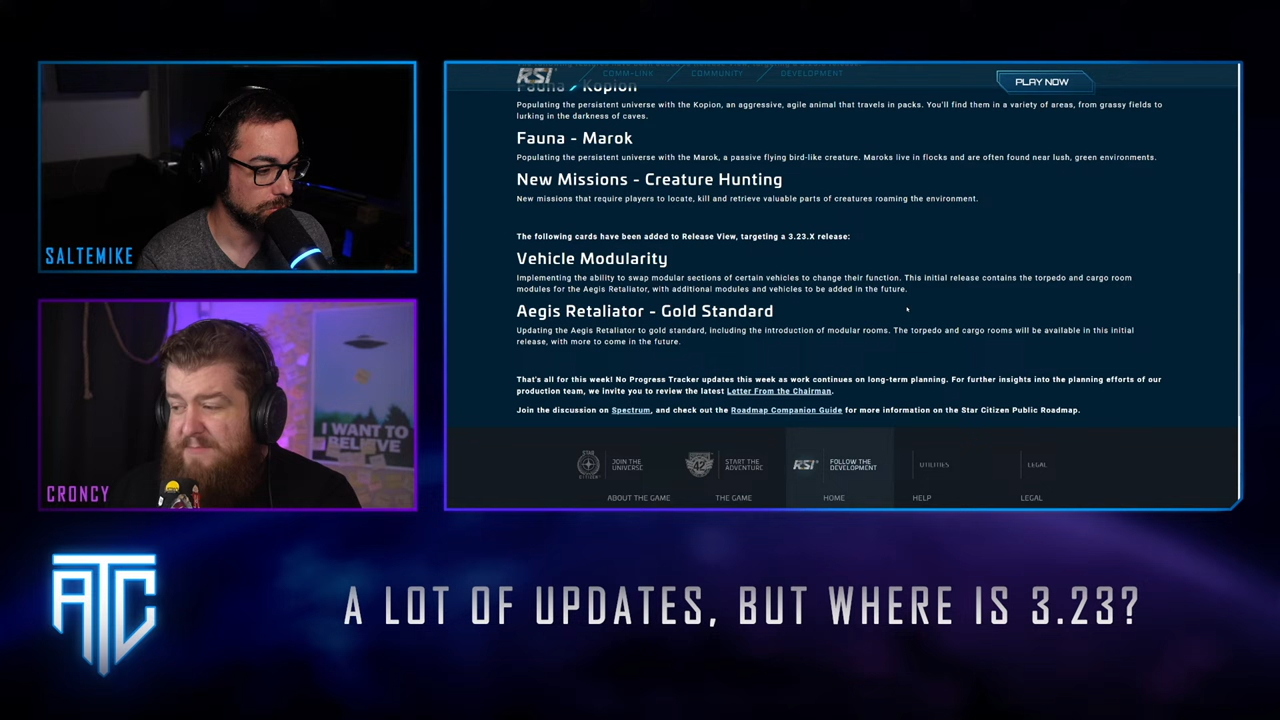 RSI
COMM-LINK
COMMUNITY
DEVELOPMENT
PLAY NOW
Fauna - Kopion
Populating the persistent universe with the Kopion, an aggressive, agile animal that travels in packs. You'll find them in a variety of areas, from grassy fields to
lurking in the darkness of caves.
Fauna - Marok
Populating the persistent universe with the Marok, a passive flying bird-like creature. Maroks live in flocks and are often found near lush, green environments.
New Missions - Creature Hunting
New missions that require players to locate, kill and retrieve valuable parts of creatures roaming the environment.
The following cards have been added to Release View, targeting a 3.23.X release:
Vehicle Modularity
Implementing the ability to swap modular sections of certain vehicles to change their function. This initial release contains the torpedo and cargo room
modules for the Aegis Retaliator, with additional modules and vehicles to be added in the future.
Aegis Retaliator - Gold Standard
Updating the Aegis Retaliator to gold standard, including the introduction of modular rooms. The torpedo and cargo rooms will be available in this initial
release, with more to come in the future.
That's all for this week! No Progress Tracker updates this week as work continues on long-term planning. For further insights into the planning efforts of our
production team, we invite you to review the latest Letter From the Chairman.
Join the discussion on Spectrum, and check out the Roadmap Companion Guide for more information on the Star Citizen Public Roadmap.
JOIN THE
UNIVERSE
START THE
ADVENTURE
RSI
FOLLOW THE
DEVELOPMENT
UTILITIES
LEGAL
ABOUT THE GAME
THE GAME
HOME
HELP
LEGAL
SALTEMIKE
I WANT TO
BELIEVE
CRONCY
ATC
A LOT OF UPDATES, BUT WHERE IS 3.23?